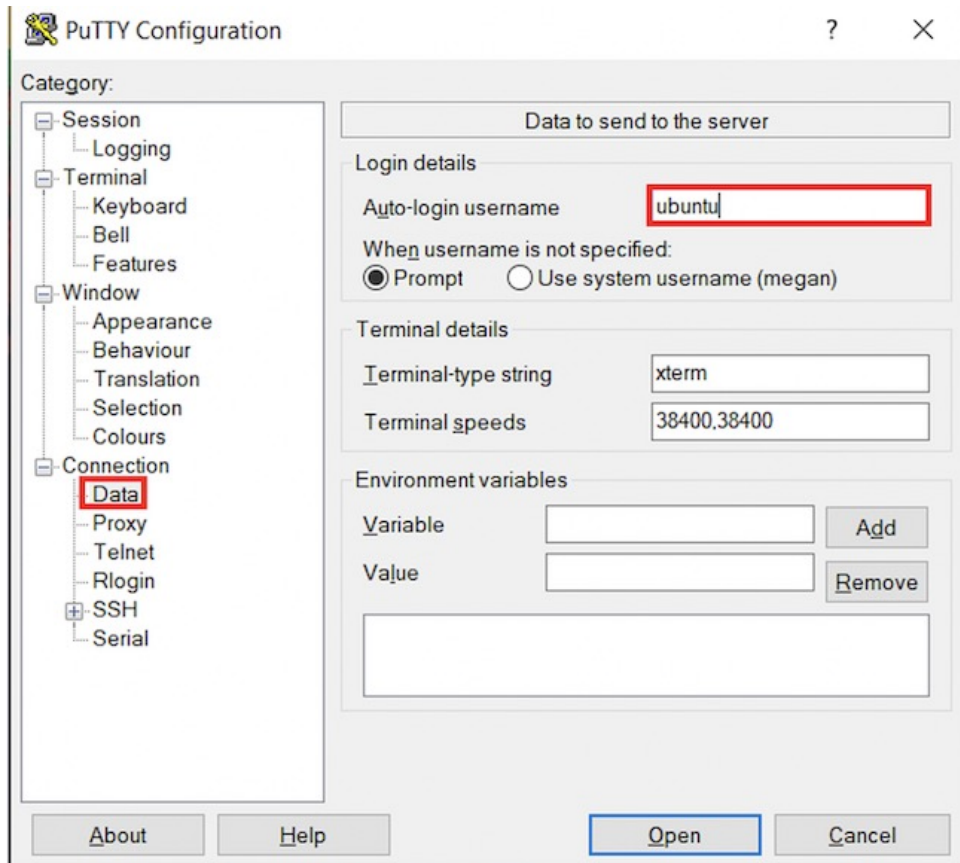 PuTTY Configuration
?
Category:
Session
Logging
Terminal
Keyboard
Bell
Features
Window
Appearance
Behaviour
Translation
Selection
Colours
Connection
Data
Proxy
Telnet
Rlogin
SSH
Serial
Data to send to the server
Login details
Auto-login username ubuntu
When username is not specified:
Prompt Use system username (megan)
Terminal details
Terminal-type string xterm
Terminal speeds 38400,38400
Environment variables
Variable Add
Value Remove
About Help Open Cancel